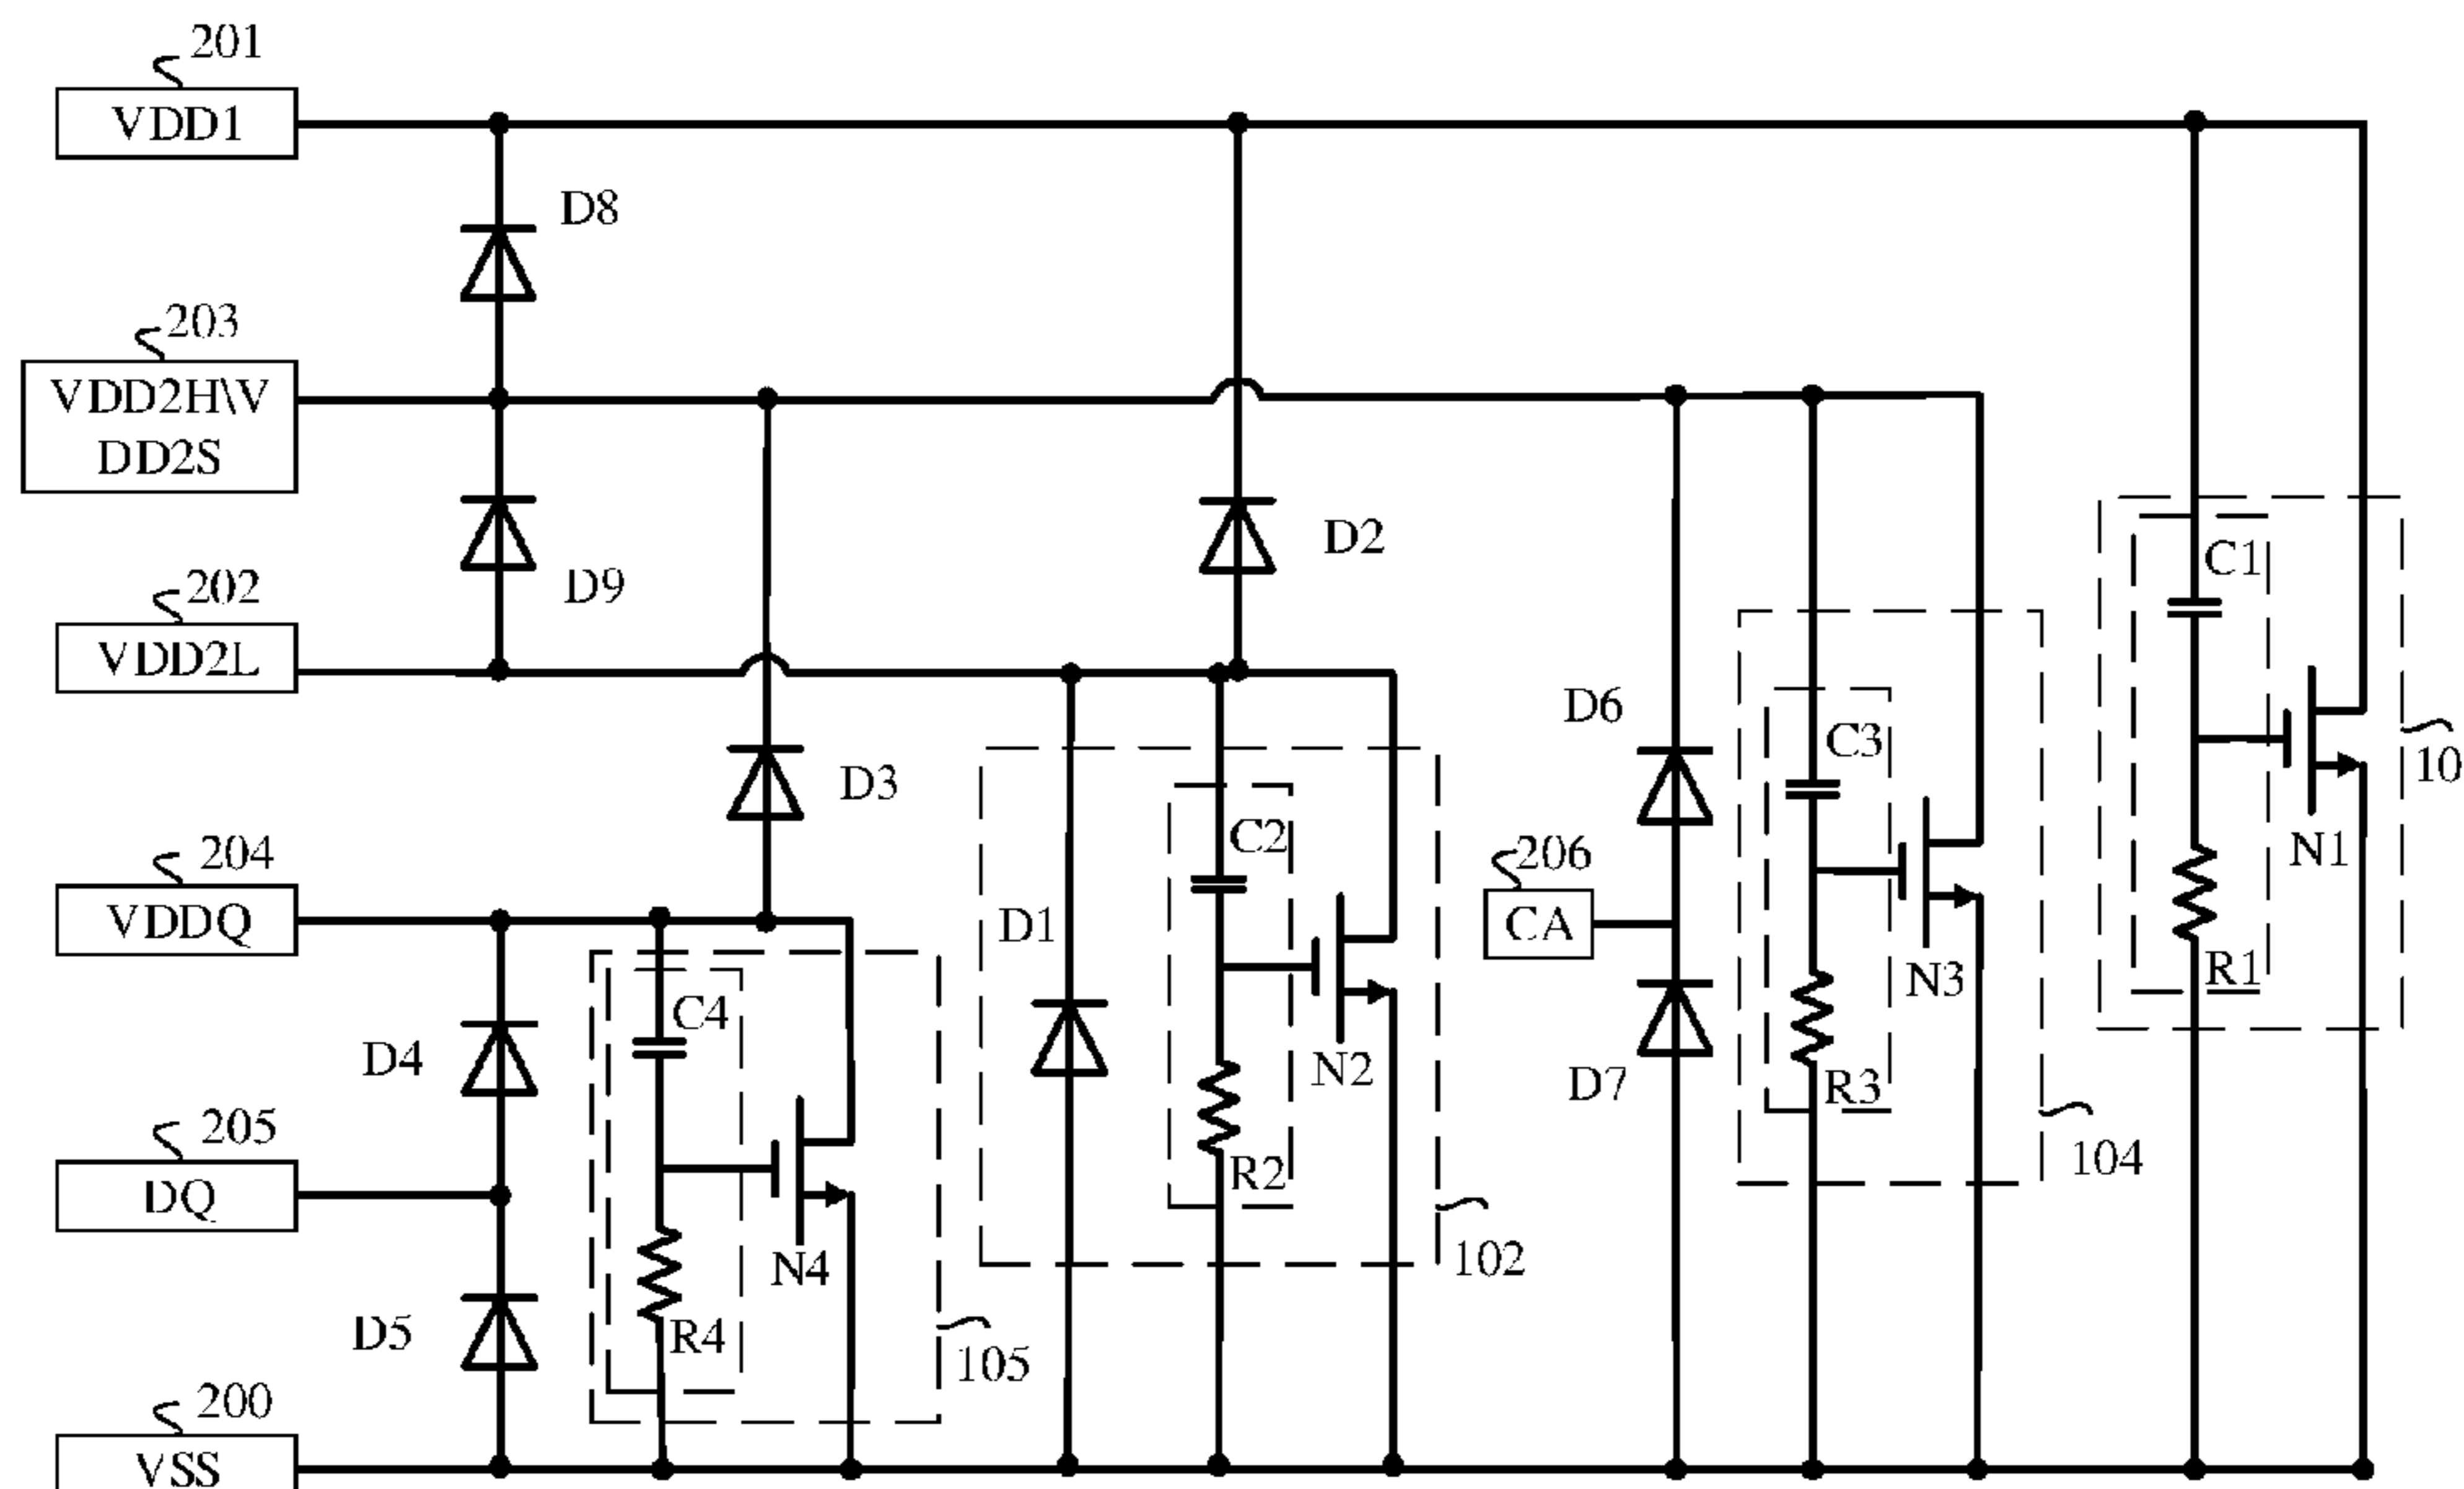 201
VDD1
D8
203
VDD2H\V
DD2S
D9
D2
202
VDD2L
C1
D6
C3
10
D3
N1
204
VDDQ
C2
206
CA
D1
R1
N3
C4
D4
N2
D7
R3
205
DQ
R2
104
N4
102
D5
R4
105
200
VSS